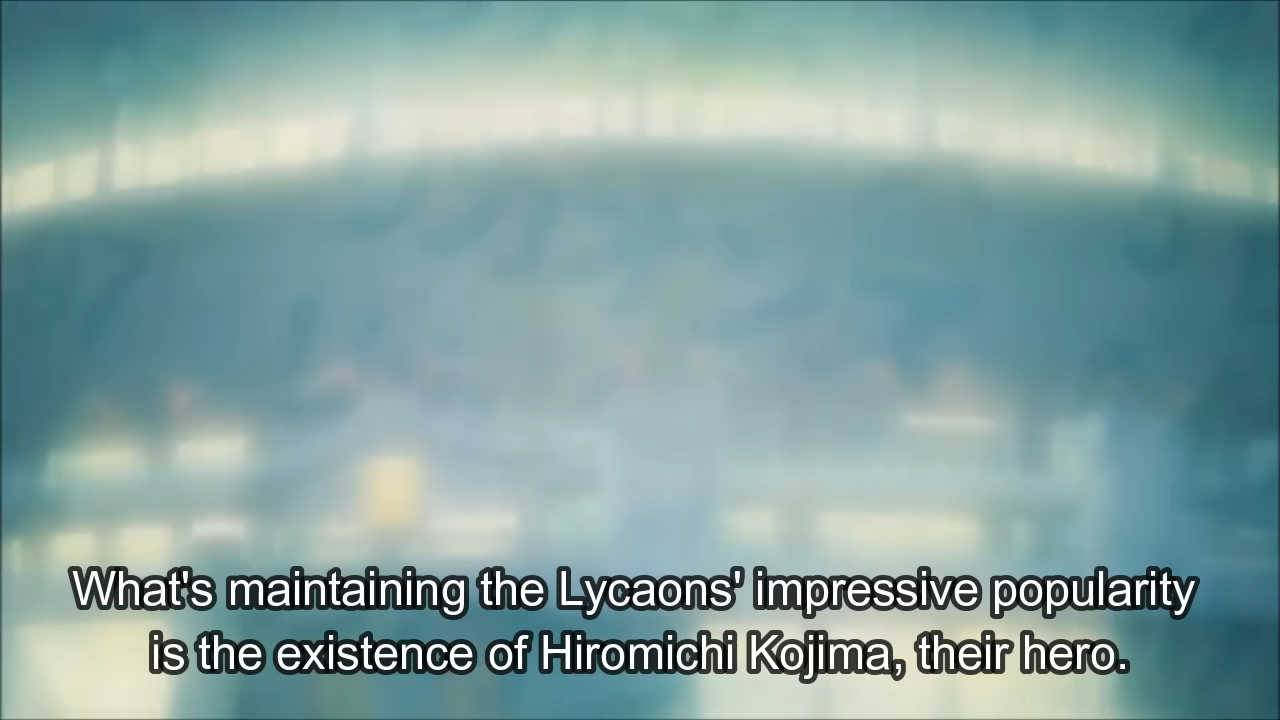 What's maintaining the Lycaons' impressive popularity
is the existence of Hiromichi Kojima, their hero.